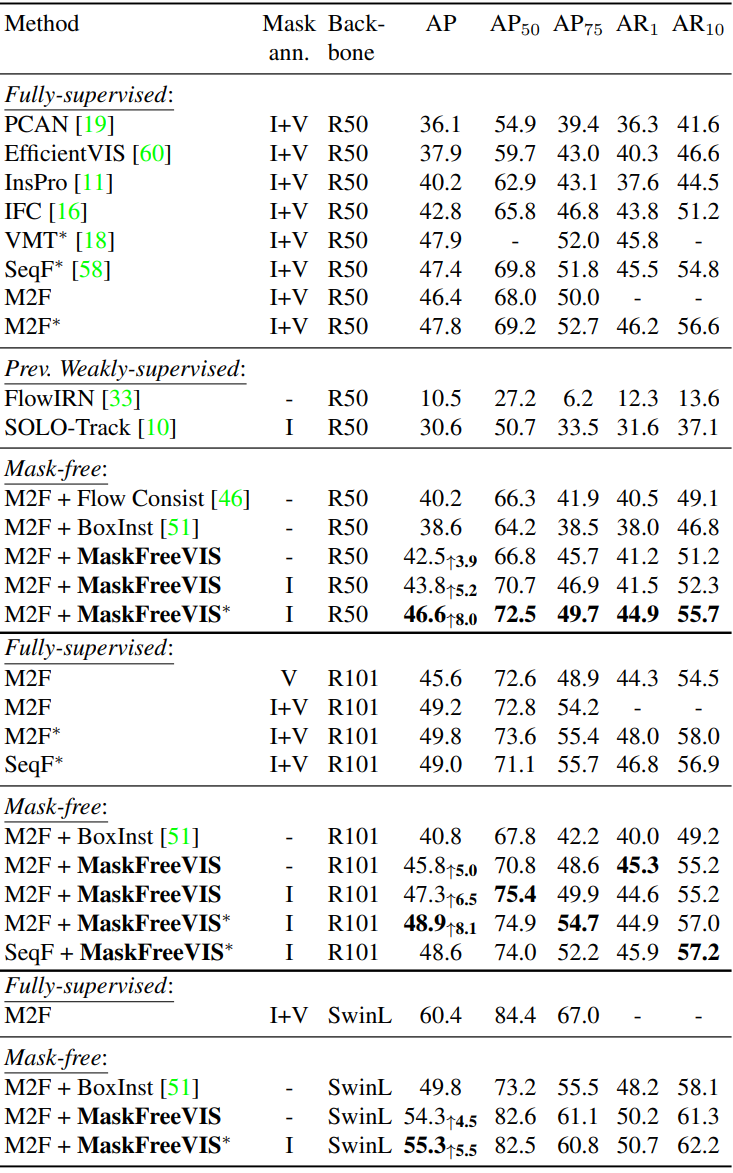 Method Mask Back- AP AP50 AP75 AR1 AR10
ann. bone
Fully-supervised:
PCAN [19] I+V R50 36.1 54.9 39.4 36.3 41.6
EfficientVIS [60] I+V R50 37.9 59.7 43.0 40.3 46.6
InsPro [11] I+V R50 40.2 62.9 43.1 37.6 44.5
IFC [16] I+V R50 42.8 65.8 46.8 43.8 51.2
VMT* [18] I+V R50 47.9 - 52.0 45.8 -
SeqF* [58] I+V R50 47.4 69.8 51.8 45.5 54.8
M2F I+V R50 46.4 68.0 50.0 - -
M2F* I+V R50 47.8 69.2 52.7 46.2 56.6
Prev. Weakly-supervised:
FlowIRN [33] - R50 10.5 27.2 6.2 12.3 13.6
SOLO-Track [10] I R50 30.6 50.7 33.5 31.6 37.1
Mask-free:
M2F + Flow Consist [46] - R50 40.2 66.3 41.9 40.5 49.1
M2F + BoxInst [51] - R50 38.6 64.2 38.5 38.0 46.8
M2F + MaskFreeVIS - R50 42.5↑3.9 66.8 45.7 41.2 51.2
M2F + MaskFreeVIS I R50 43.8↑5.2 70.7 46.9 41.5 52.3
M2F + MaskFreeVIS* I R50 46.6↑8.0 72.5 49.7 44.9 55.7
Fully-supervised:
M2F V R101 45.6 72.6 48.9 44.3 54.5
M2F I+V R101 49.2 72.8 54.2 - -
M2F* I+V R101 49.8 73.6 55.4 48.0 58.0
SeqF* I+V R101 49.0 71.1 55.7 46.8 56.9
Mask-free:
M2F + BoxInst [51] - R101 40.8 67.8 42.2 40.0 49.2
M2F + MaskFreeVIS - R101 45.8↑5.0 70.8 48.6 45.3 55.2
M2F + MaskFreeVIS I R101 47.3↑6.5 75.4 49.9 44.6 55.2
M2F + MaskFreeVIS* I R101 48.9↑8.1 74.9 54.7 44.9 57.0
SeqF + MaskFreeVIS* I R101 48.6 74.0 52.2 45.9 57.2
Fully-supervised:
M2F I+V SwinL 60.4 84.4 67.0 - -
Mask-free:
M2F + BoxInst [51] - SwinL 49.8 73.2 55.5 48.2 58.1
M2F + MaskFreeVIS - SwinL 54.3↑4.5 82.6 61.1 50.2 61.3
M2F + MaskFreeVIS* I SwinL 55.3↑5.5 82.5 60.8 50.7 62.2